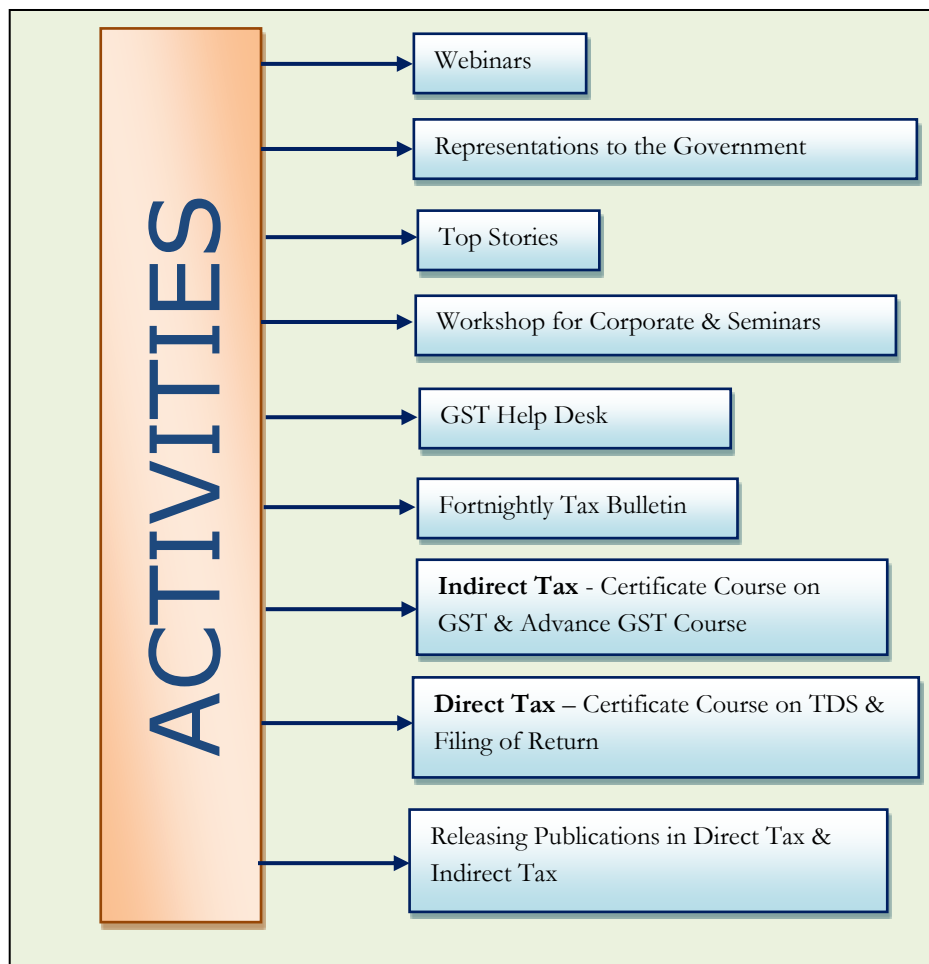 ACTIVITIES
Webinars
Representations to the Government
Top Stories
Workshop for Corporate & Seminars
GST Help Desk
Fortnightly Tax Bulletin
Indirect Tax - Certificate Course on
GST & Advance GST Course
Direct Tax – Certificate Course on TDS &
Filing of Return
Releasing Publications in Direct Tax &
Indirect Tax